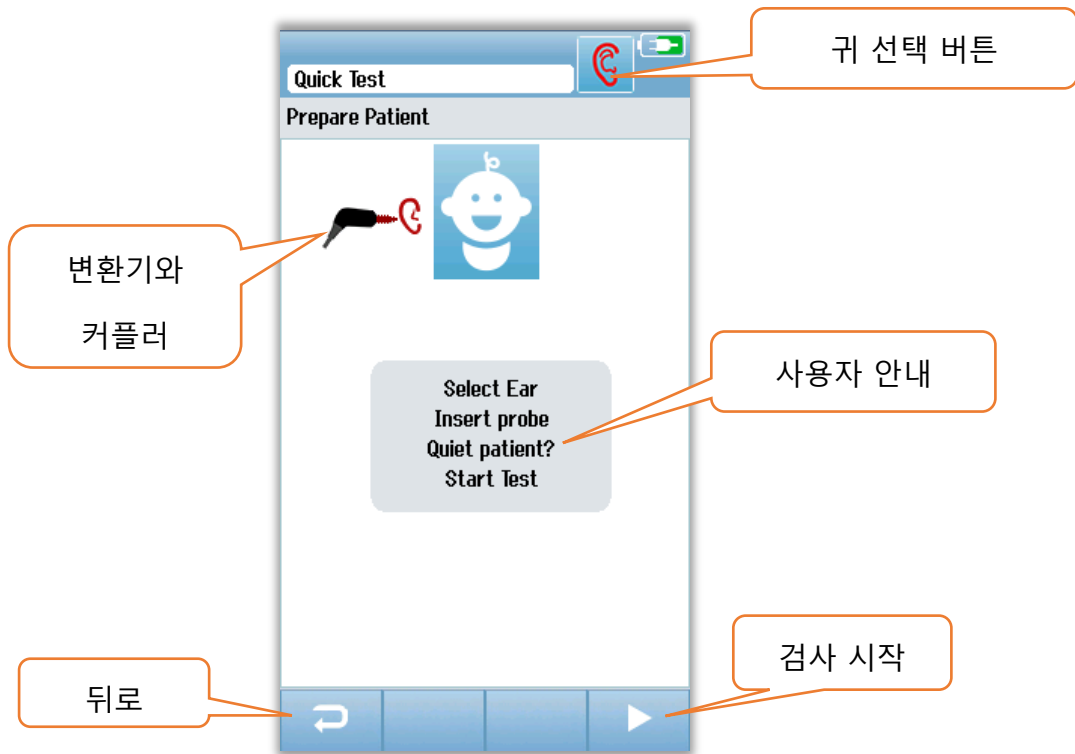 귀 선택 버튼
Quick Test
Prepare Patient
변환기와
커플러
사용자 안내
Select Ear
Insert probe
Quiet patient?
Start Test
검사 시작
뒤로